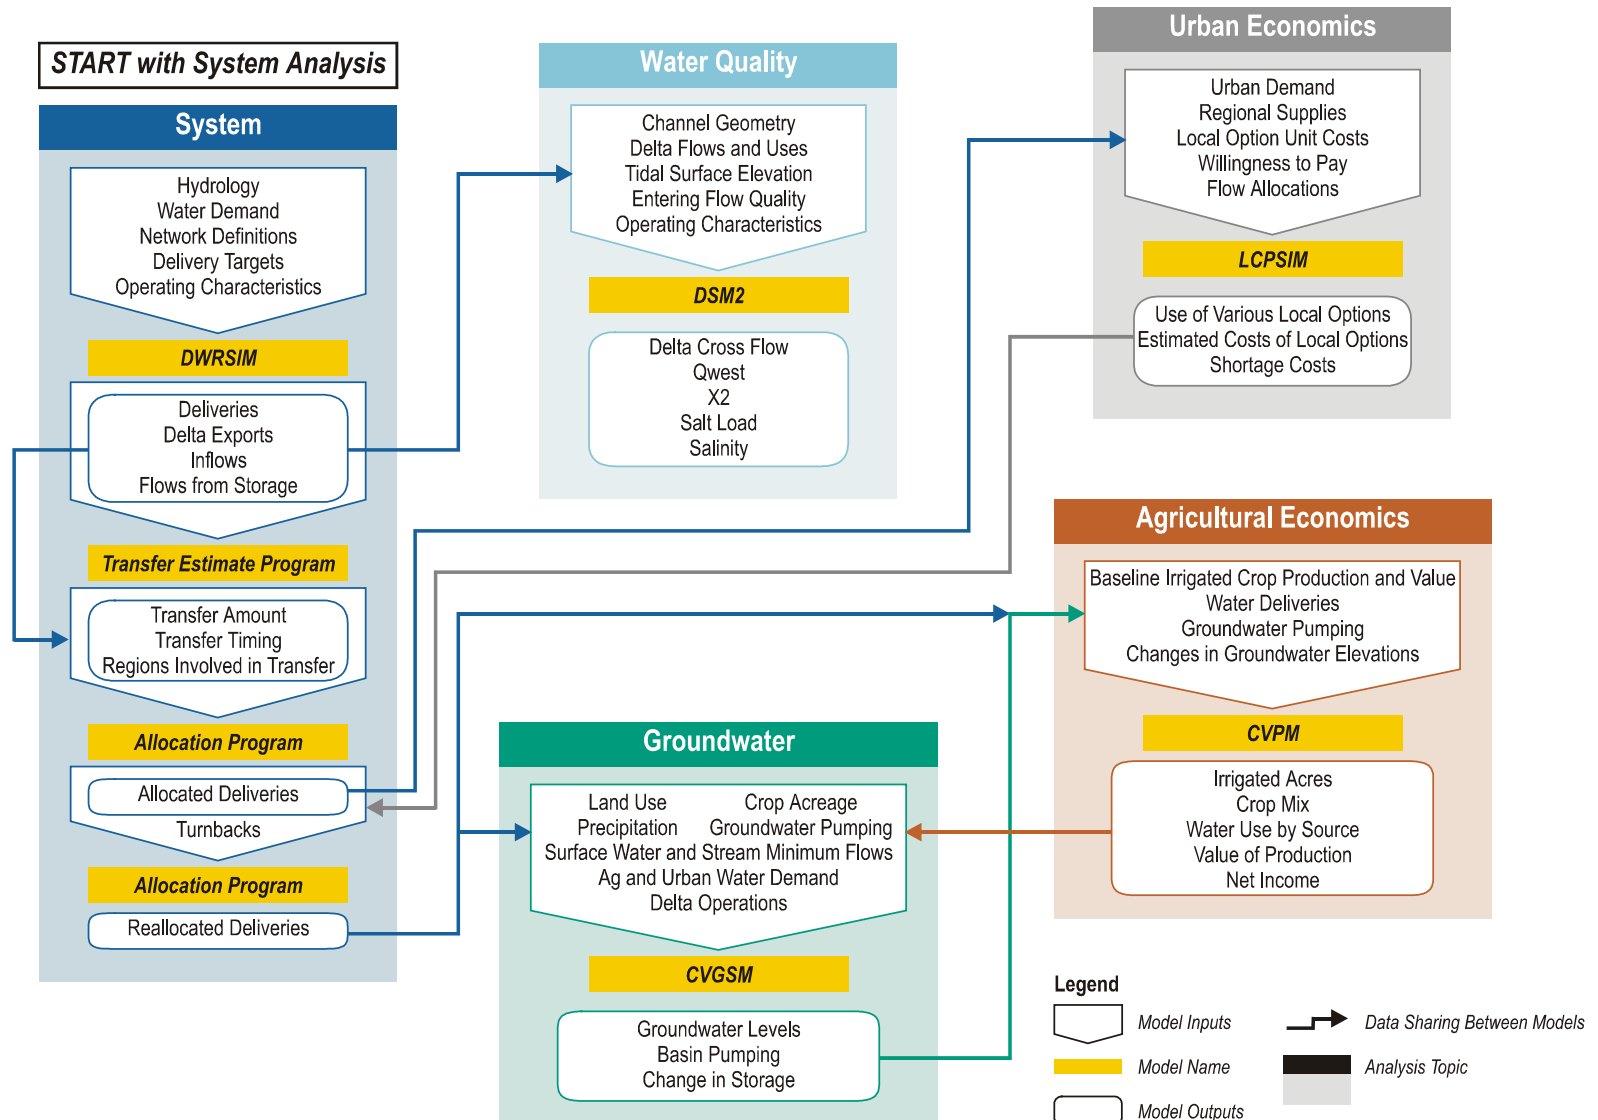 START with System Analysis
System
Hydrology
Water Demand
Network Definitions
Delivery Targets
Operating Characteristics
DWRSIM
Deliveries
Delta Exports
Inflows
Flows from Storage
Transfer Estimate Program
Transfer Amount
Transfer Timing
Regions Involved in Transfer
Allocation Program
Allocated Deliveries
Turnbacks
Allocation Program
Reallocated Deliveries
Water Quality
Channel Geometry
Delta Flows and Uses
Tidal Surface Elevation
Entering Flow Quality
Operating Characteristics
DSM2
Delta Cross Flow
Qwest
X2
Salt Load
Salinity
Urban Economics
Urban Demand
Regional Supplies
Local Option Unit Costs
Willingness to Pay
Flow Allocations
LCPSIM
Use of Various Local Options
Estimated Costs of Local Options
Shortage Costs
Groundwater
Land Use Crop Acreage
Precipitation Groundwater Pumping
Surface Water and Stream Minimum Flows
Ag and Urban Water Demand
Delta Operations
CVGSM
Groundwater Levels
Basin Pumping
Change in Storage
Agricultural Economics
Baseline Irrigated Crop Production and Value
Water Deliveries
Groundwater Pumping
Changes in Groundwater Elevations
CVPM
Irrigated Acres
Crop Mix
Water Use by Source
Value of Production
Net Income
Legend
Model Inputs
Data Sharing Between Models
Model Name
Analysis Topic
Model Outputs